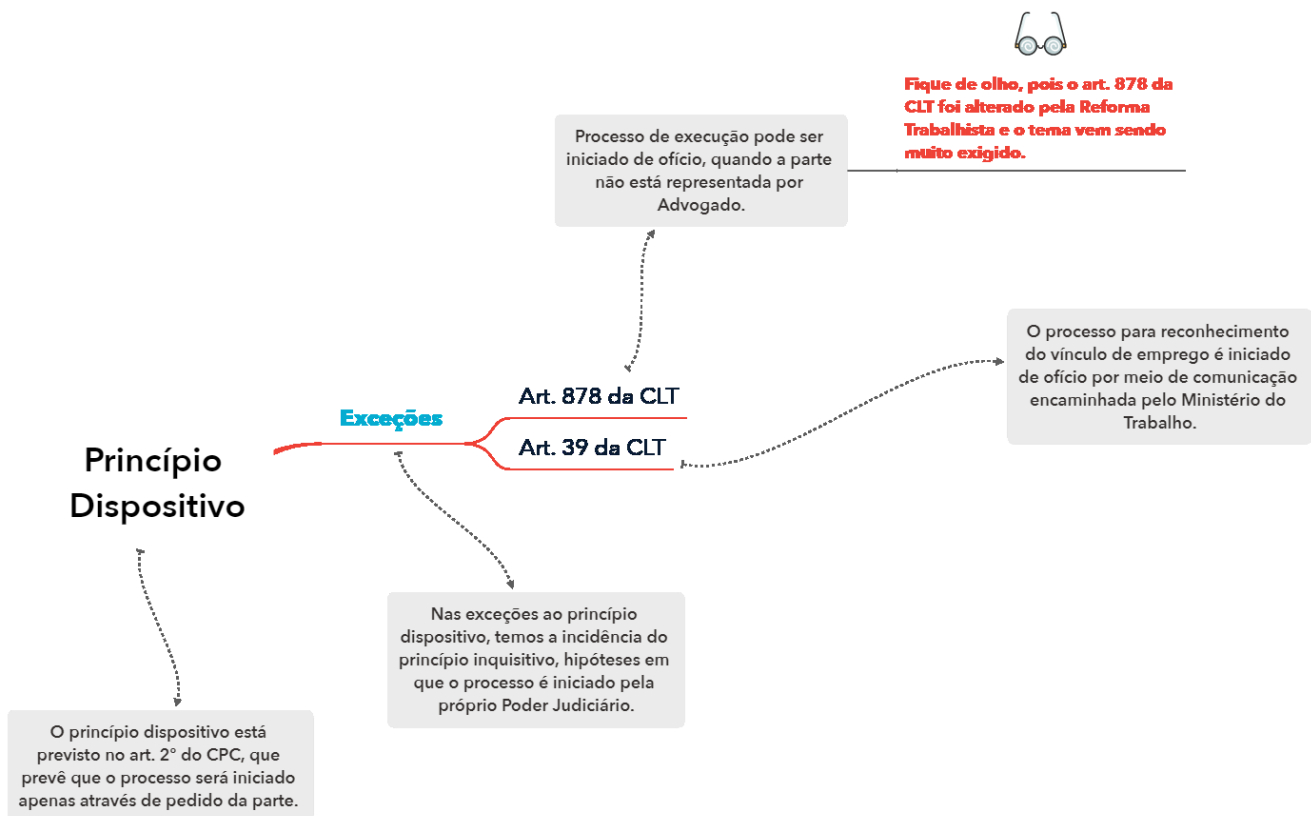 Fique de olho, pois o art. 878 da
CLT foi alterado pela Reforma
Trabalhista e o tema vem sendo
muito exigido.
Processo de execução pode ser
iniciado de ofício, quando a parte
não está representada por
Advogado.
O processo para reconhecimento
do vínculo de emprego é iniciado
de ofício por meio de comunicação
encaminhada pelo Ministério do
Trabalho.
Art. 878 da CLT
Exceções
Art. 39 da CLT
Princípio
Dispositivo
Nas exceções ao princípio
dispositivo, temos a incidência do
princípio inquisitivo, hipóteses em
que o processo é iniciado pela
próprio Poder Judiciário.
O princípio dispositivo está
previsto no art. 2° do CPC, que
prevê que o processo será iniciado
apenas através de pedido da parte.